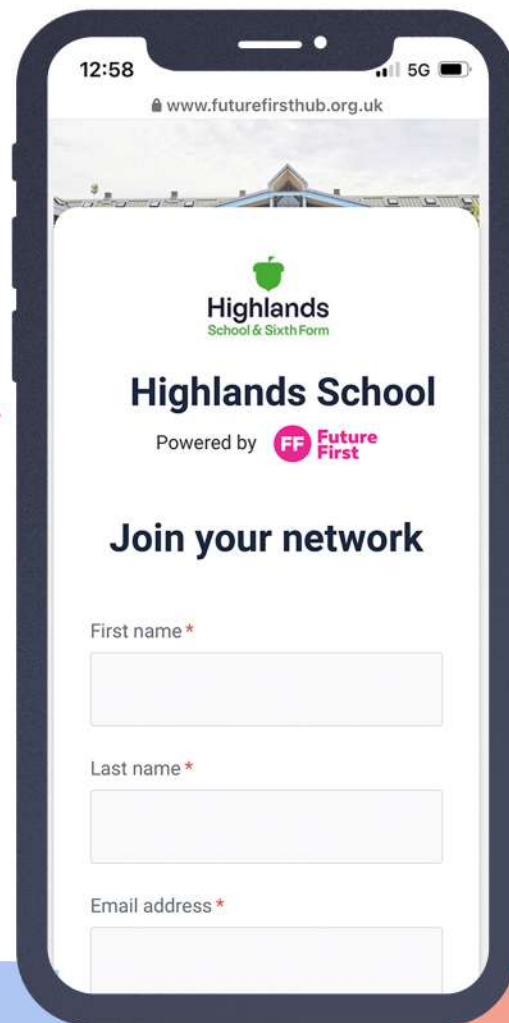 12:58
5G
www.futurefirsthub.org.uk
Highlands
School & Sixth Form
Highlands School
Powered by FF Future
First
Join your network
First name *
Last name *
Email address *